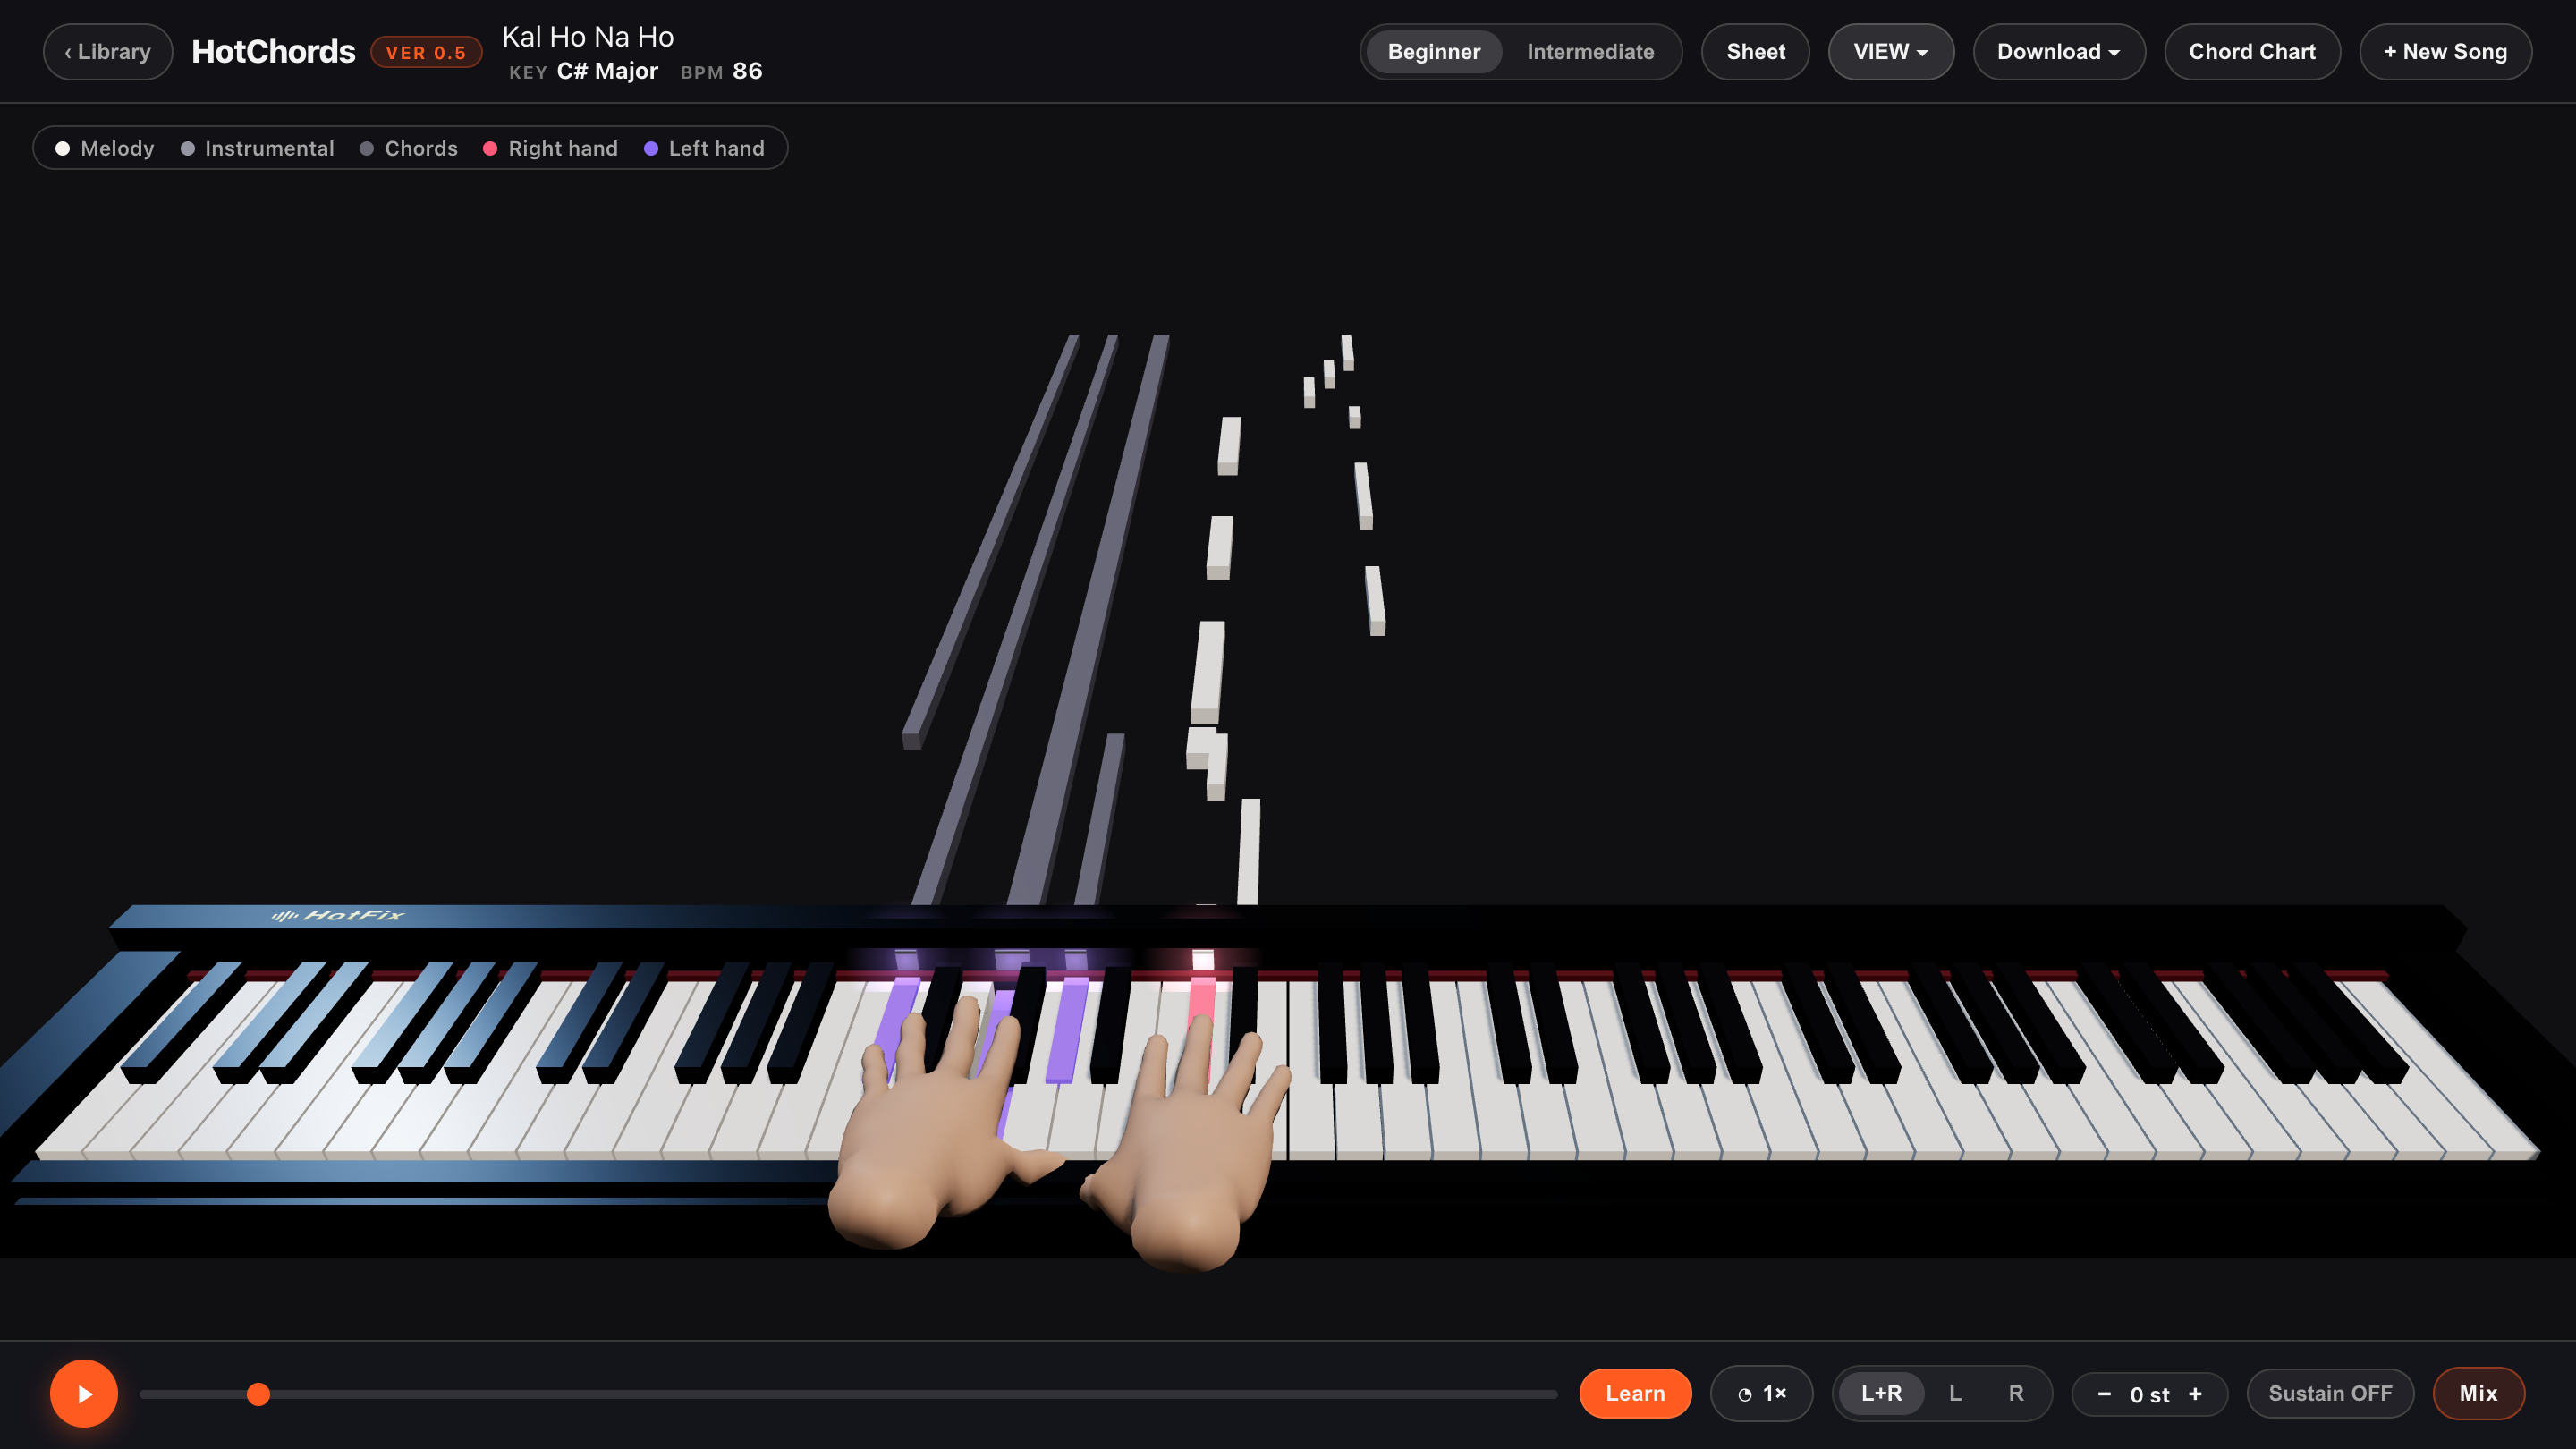 ‹ Library
HotChords
VER 0.5
Kal Ho Na Ho
KEY C# Major BPM 86
Beginner
Intermediate
Sheet
VIEW
Download
Chord Chart
+ New Song
Melody
Instrumental
Chords
Right hand
Left hand
HotFix
Learn
1×
L+R
L
R
− 0 st +
Sustain OFF
Mix